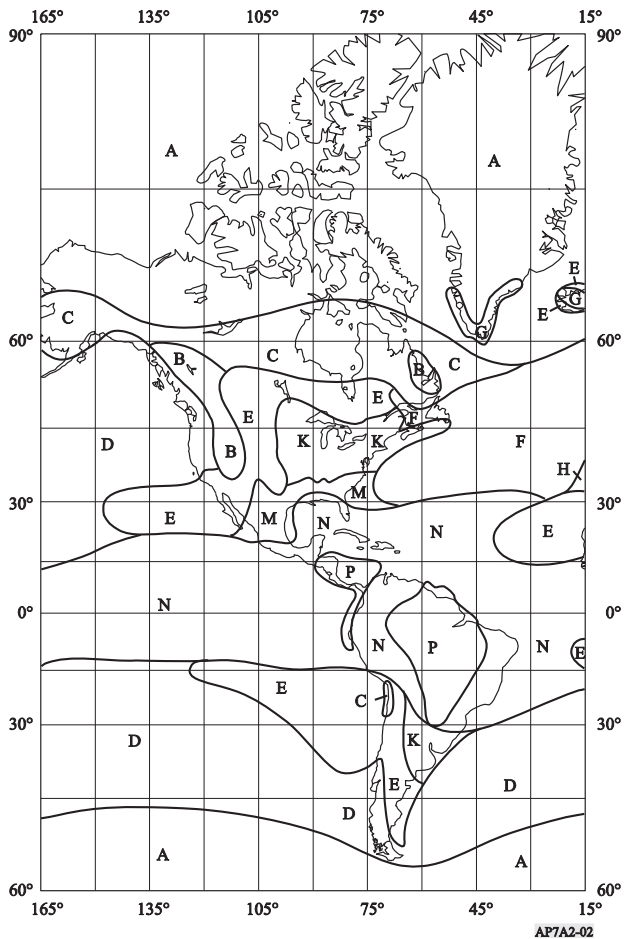 165° 135° 105° 75° 45° 15°
90° 90°
A
A
E
G
E
C
G
60° 60°
B C C
B
E
E F
D K K F
B
H
M
30° 30°
E M N N E
P
0° N 0°
N P N E
E
C
30° 30°
D K
E D
D
A A
60° 60°
165° 135° 105° 75° 45° 15°
AP7A2-02